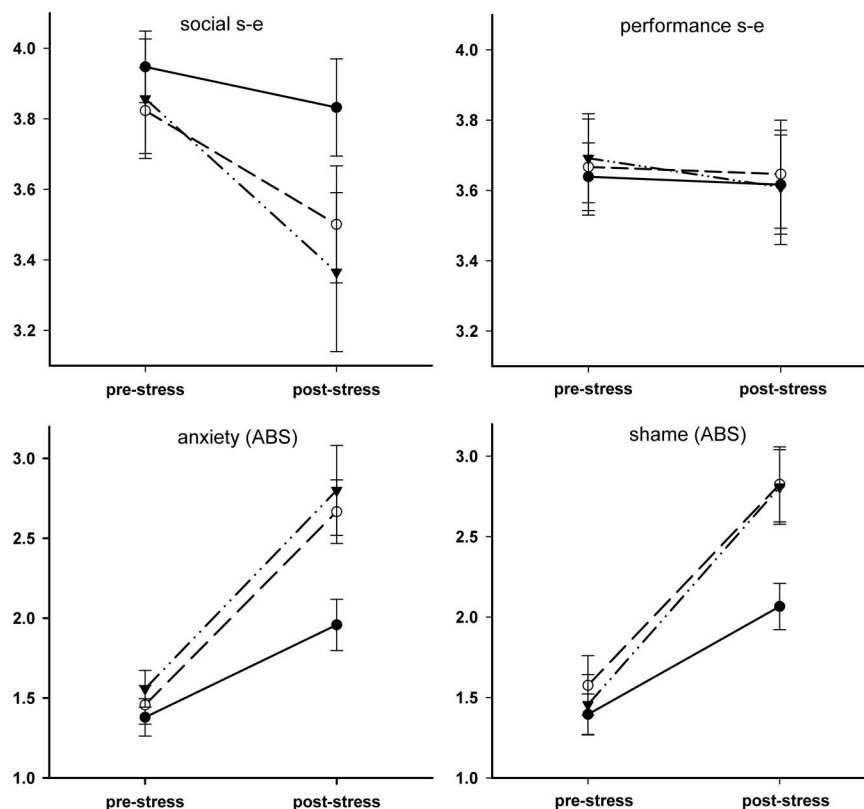 social s-e
4.0
3.8
3.6
3.4
3.2
pre-stress post-stress
performance s-e
4.0
3.8
3.6
3.4
3.2
pre-stress post-stress
anxiety (ABS)
3.0
2.5
2.0
1.5
1.0
pre-stress post-stress
shame (ABS)
3.0
2.5
2.0
1.5
1.0
pre-stress post-stress